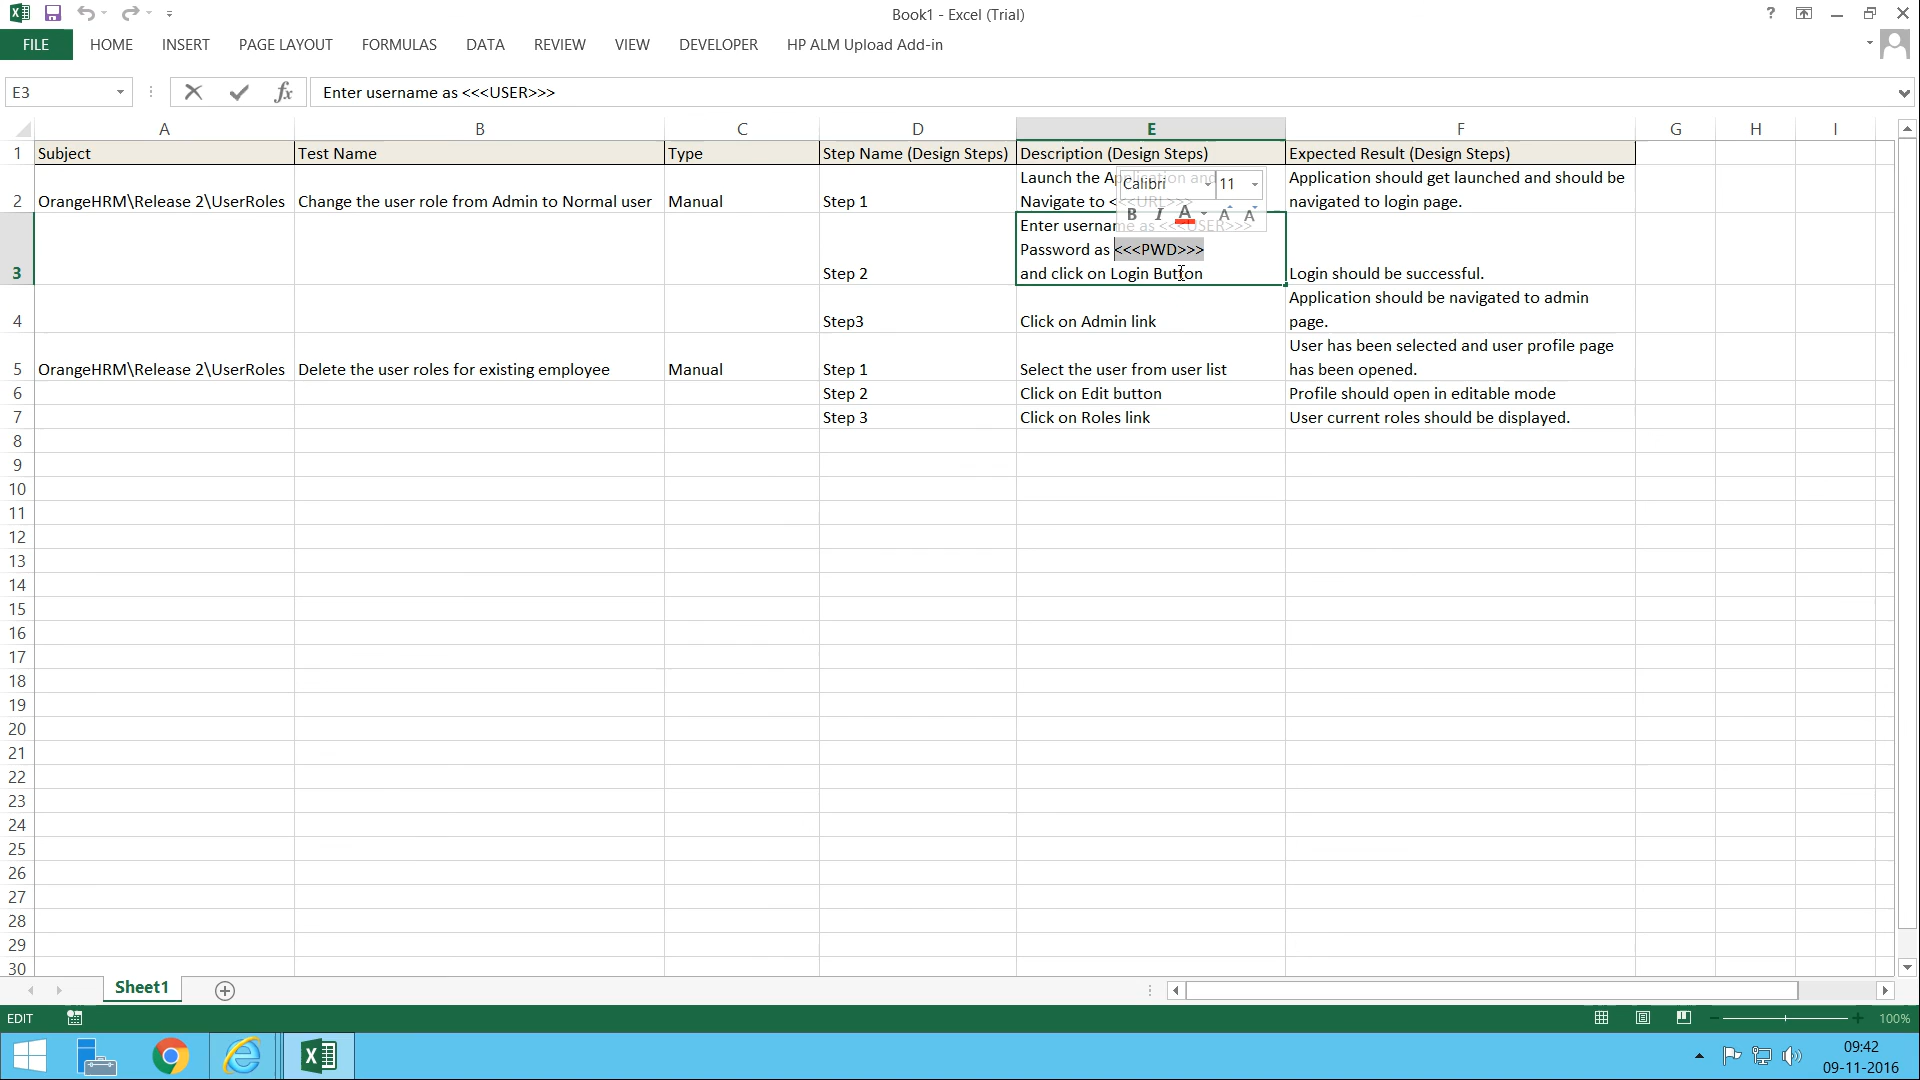 Book1 - Excel (Trial)
?
FILE HOME INSERT PAGE LAYOUT FORMULAS DATA REVIEW VIEW DEVELOPER HP ALM Upload Add-in
E3 fx Enter username as <<<USER>>>
A B C D E F G H I
1 Subject Test Name Type Step Name (Design Steps) Description (Design Steps) Expected Result (Design Steps)
Launch the Application and Application should get launched and should be
2 OrangeHRM\Release 2\UserRoles Change the user role from Admin to Normal user Manual Step 1 Navigate to <<<URL>>> navigated to login page.
Calibri 11
B I A A A
Enter username as <<<USER>>>
Password as <<<PWD>>>
3 Step 2 and click on Login Button Login should be successful.
Application should be navigated to admin
4 Step3 Click on Admin link page.
User has been selected and user profile page
5 OrangeHRM\Release 2\UserRoles Delete the user roles for existing employee Manual Step 1 Select the user from user list has been opened.
6 Step 2 Click on Edit button Profile should open in editable mode
7 Step 3 Click on Roles link User current roles should be displayed.
8
9
10
11
12
13
14
15
16
17
18
19
20
21
22
23
24
25
26
27
28
29
30
Sheet1
EDIT 100%
09:42
09-11-2016